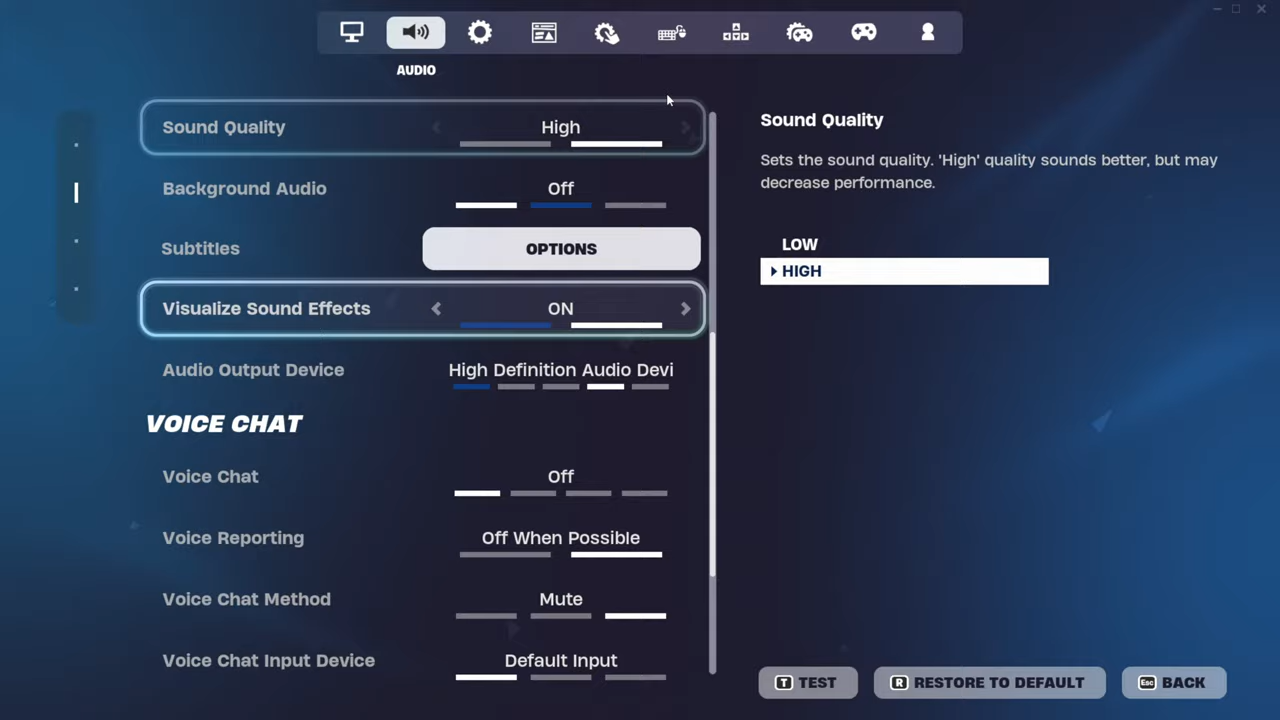 AUDIO
Sound Quality
High
Background Audio
Off
Subtitles
OPTIONS
Visualize Sound Effects
ON
Audio Output Device
High Definition Audio Devi
VOICE CHAT
Voice Chat
Off
Voice Reporting
Off When Possible
Voice Chat Method
Mute
Voice Chat Input Device
Default Input
Sound Quality
Sets the sound quality. 'High' quality sounds better, but may
decrease performance.
LOW
HIGH
T TEST
R RESTORE TO DEFAULT
Esc BACK